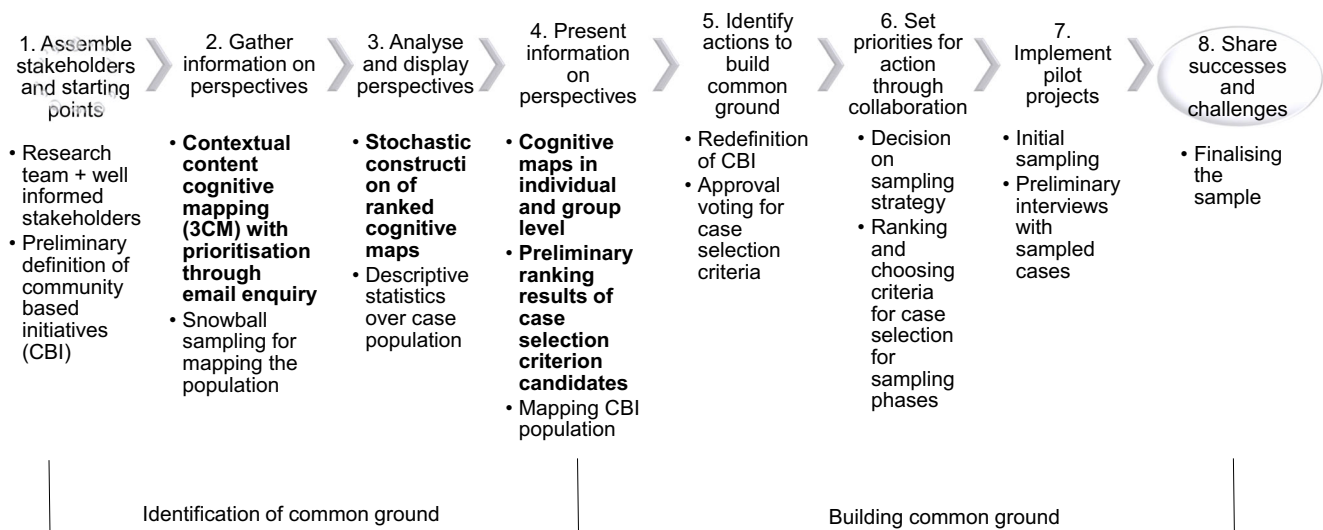 1. Assemble
stakeholders
and starting
points
• Research
team + well
informed
stakeholders
• Preliminary
definition of
community
based
initiatives
(CBI)
2. Gather
information on
perspectives
• Contextual
content
cognitive
mapping
(3CM) with
prioritisation
through
email enquiry
• Snowball
sampling for
mapping the
population
3. Analyse
and display
perspectives
• Stochastic
constructi
on of
ranked
cognitive
maps
• Descriptive
statistics
over case
population
4. Present
information
on
perspectives
• Cognitive
maps in
individual
and group
level
• Preliminary
ranking
results of
case
selection
criterion
candidates
• Mapping CBI
population
5. Identify
actions to
build
common
ground
• Redefinition
of CBI
• Approval
voting for
case
selection
criteria
6. Set
priorities for
action
through
collaboration
• Decision
on
sampling
strategy
• Ranking
and
choosing
criteria
for case
selection
for
sampling
phases
7.
Implement
pilot
projects
• Initial
sampling
• Preliminary
interviews
with
sampled
cases
8. Share
successes
and
challenges
• Finalising
the
sample
Identification of common ground
Building common ground